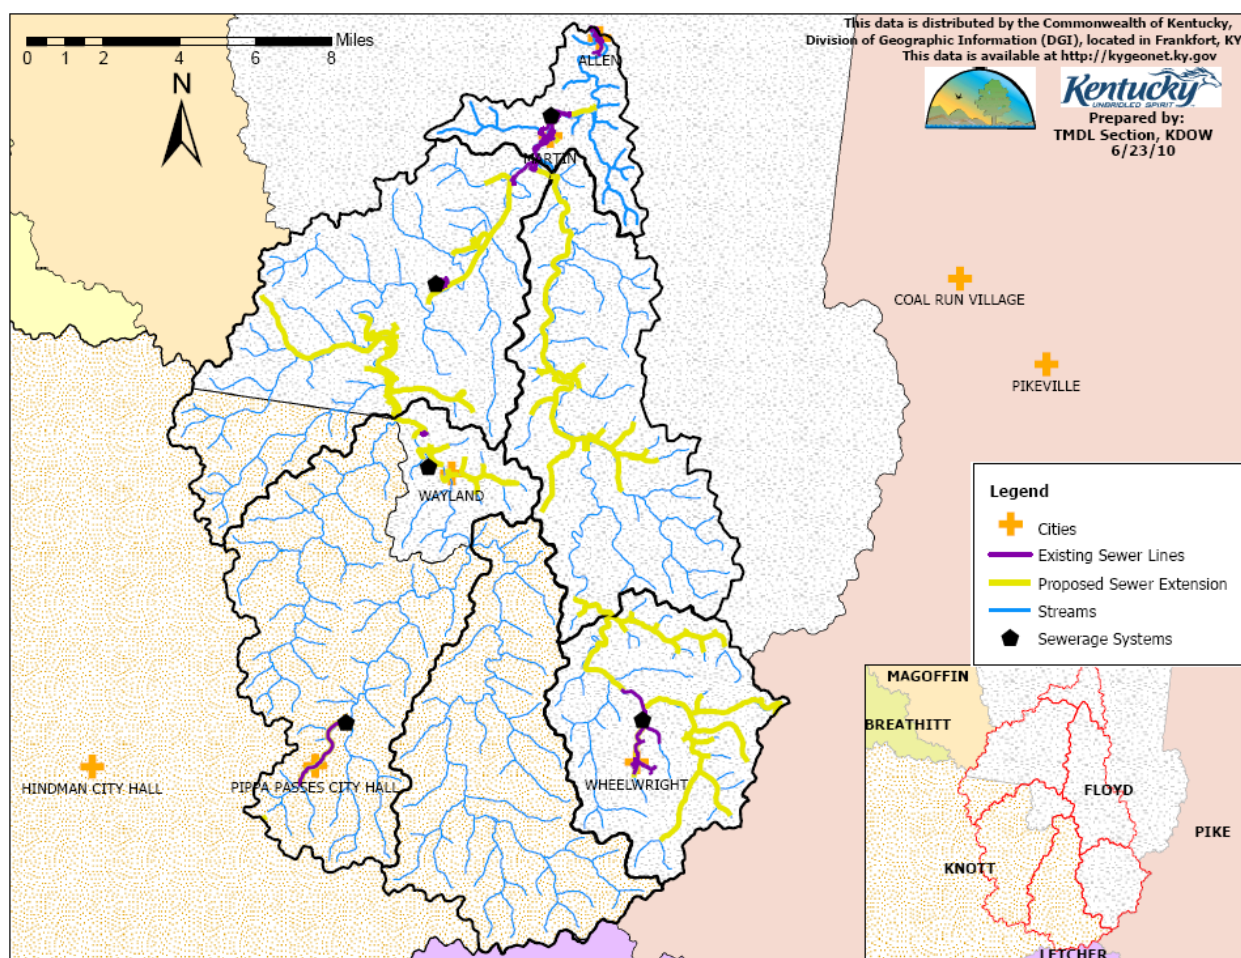 This data is distributed by the Commonwealth of Kentucky,
Division of Geographic Information (DGI), located in Frankfort, KY
This data is available at http://kygeonet.ky.gov
Kentucky
UNBRIDLED SPIRIT
Prepared by:
TMDL Section, KDOW
6/23/10
Miles
0 1 2 4 6 8
N
ALLEN
MARTIN
COAL RUN VILLAGE
PIKEVILLE
WAYLAND
HINDMAN CITY HALL
PIPPA PASSES CITY HALL
WHEELWRIGHT
Legend
Cities
Existing Sewer Lines
Proposed Sewer Extension
Streams
Sewerage Systems
MAGOFFIN
BREATHITT
FLOYD
PIKE
KNOTT
LETCHER